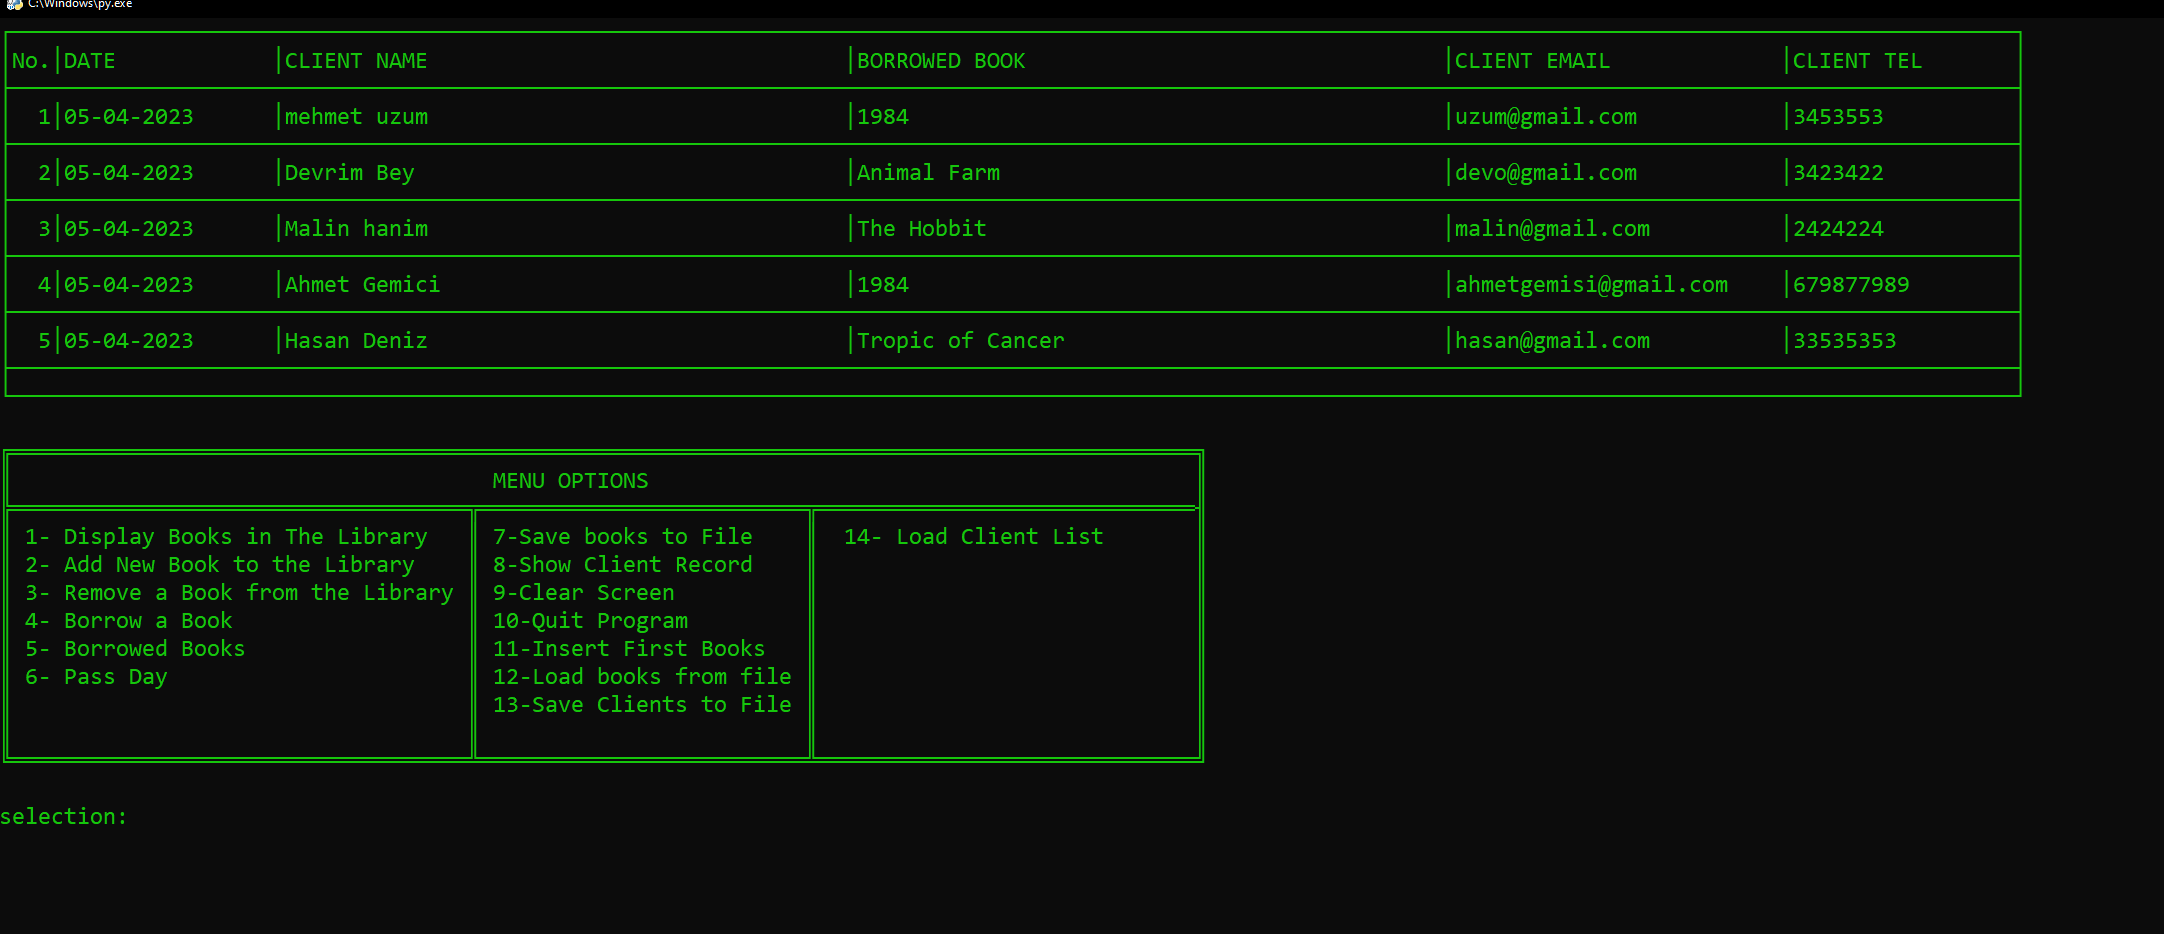 C:\Windows\py.exe
No. DATE CLIENT NAME BORROWED BOOK CLIENT EMAIL CLIENT TEL
1 05-04-2023 mehmet uzum 1984 uzum@gmail.com 3453553
2 05-04-2023 Devrim Bey Animal Farm devo@gmail.com 3423422
3 05-04-2023 Malin hanim The Hobbit malin@gmail.com 2424224
4 05-04-2023 Ahmet Gemici 1984 ahmetgemisi@gmail.com 679877989
5 05-04-2023 Hasan Deniz Tropic of Cancer hasan@gmail.com 33535353
MENU OPTIONS
1- Display Books in The Library
2- Add New Book to the Library
3- Remove a Book from the Library
4- Borrow a Book
5- Borrowed Books
6- Pass Day
7-Save books to File
8-Show Client Record
9-Clear Screen
10-Quit Program
11-Insert First Books
12-Load books from file
13-Save Clients to File
14- Load Client List
selection: